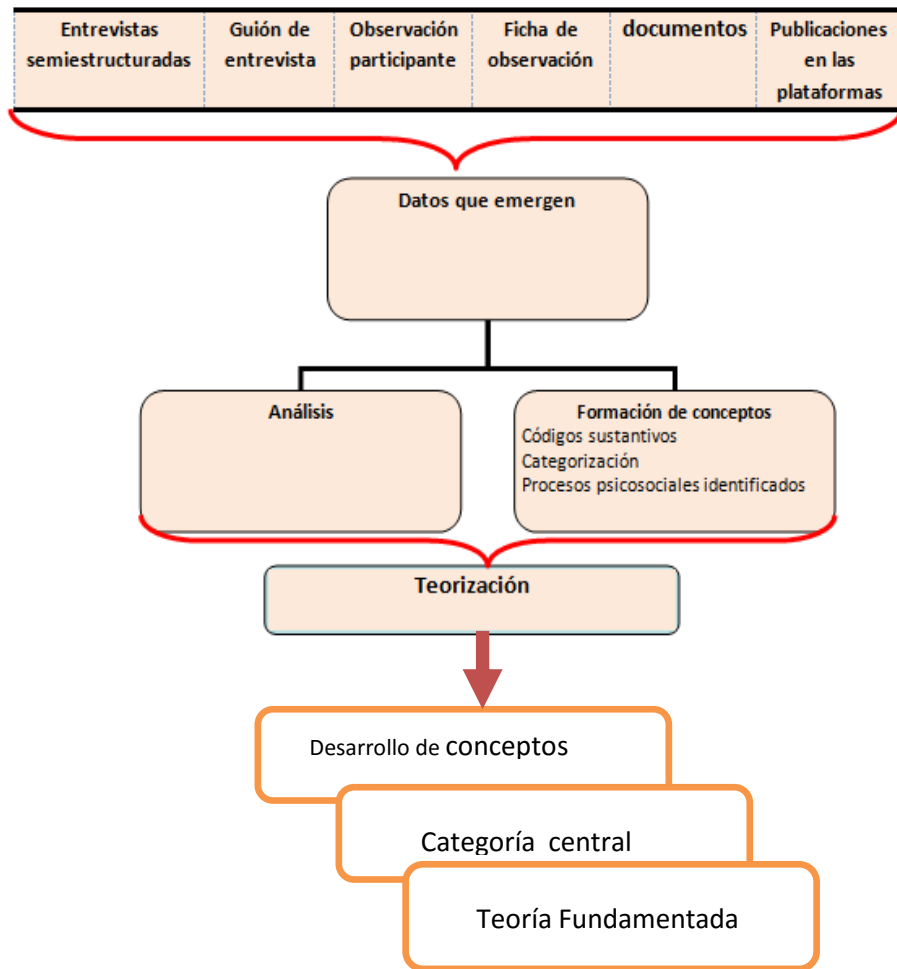 Entrevistas
semiestructuradas
Guión de
entrevista
Observación
participante
Ficha de
observación
documentos
Publicaciones
en las
plataformas
Datos que emergen
Análisis
Formación de conceptos
Códigos sustantivos
Categorización
Procesos psicosociales identificados
Teorización
Desarrollo de conceptos
Categoría central
Teoría Fundamentada